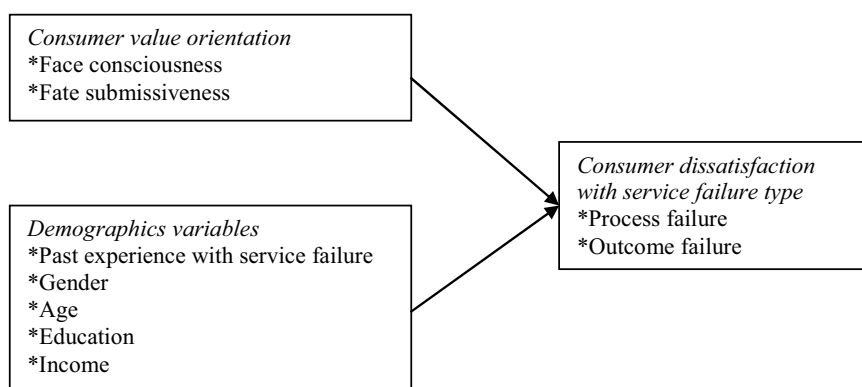 Consumer value orientation
*Face consciousness
*Fate submissiveness
Consumer dissatisfaction
with service failure type
*Process failure
*Outcome failure
Demographics variables
*Past experience with service failure
*Gender
*Age
*Education
*Income